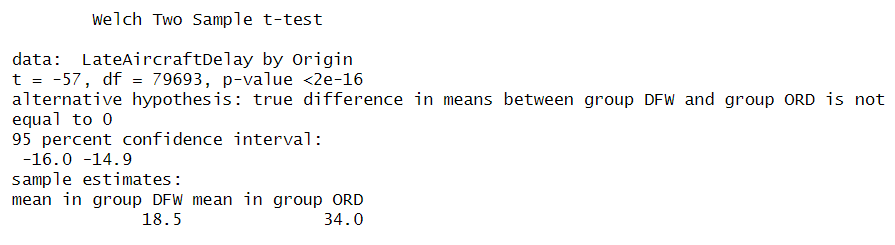 Welch Two Sample t-test
data:  LateAircraftDelay by Origin
t = -57, df = 79693, p-value <2e-16
alternative hypothesis: true difference in means between group DFW and group ORD is not
equal to 0
95 percent confidence interval:
 -16.0 -14.9
sample estimates:
mean in group DFW mean in group ORD
             18.5              34.0